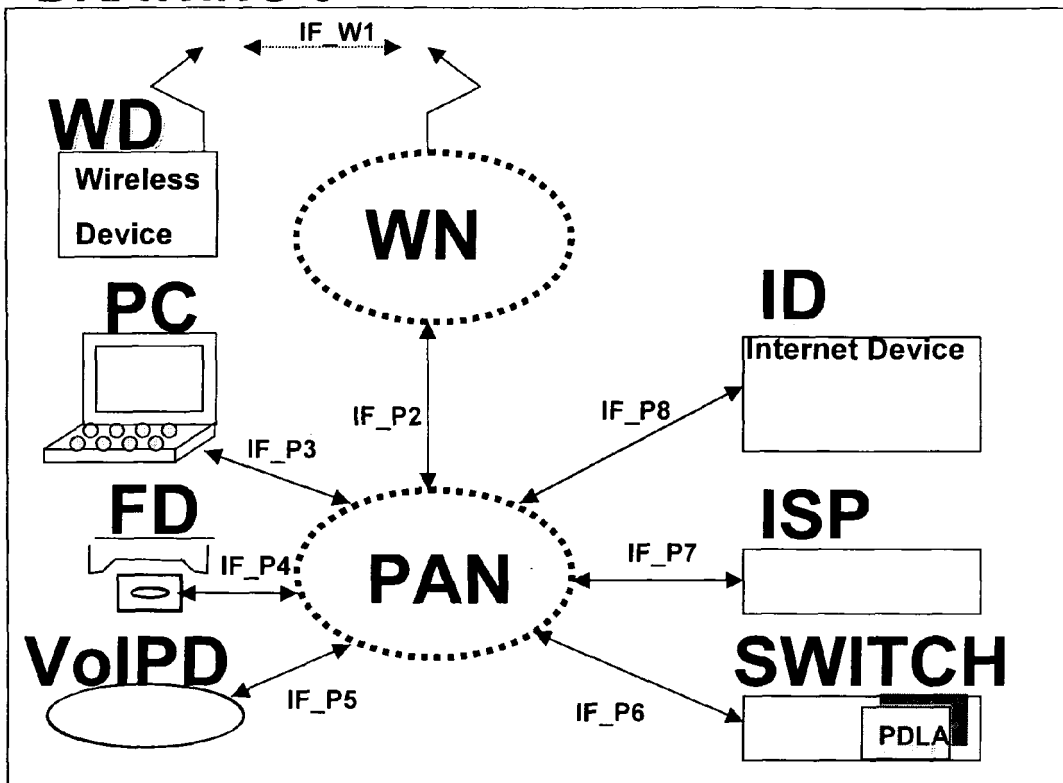 IF_W1
WD
Wireless
Device
WN
PC
ID
Internet Device
IF_P2
IF_P8
IF_P3
FD
ISP
IF_P4
PAN
IF_P7
VoIPD
SWITCH
IF_P5
IF_P6
PDLA